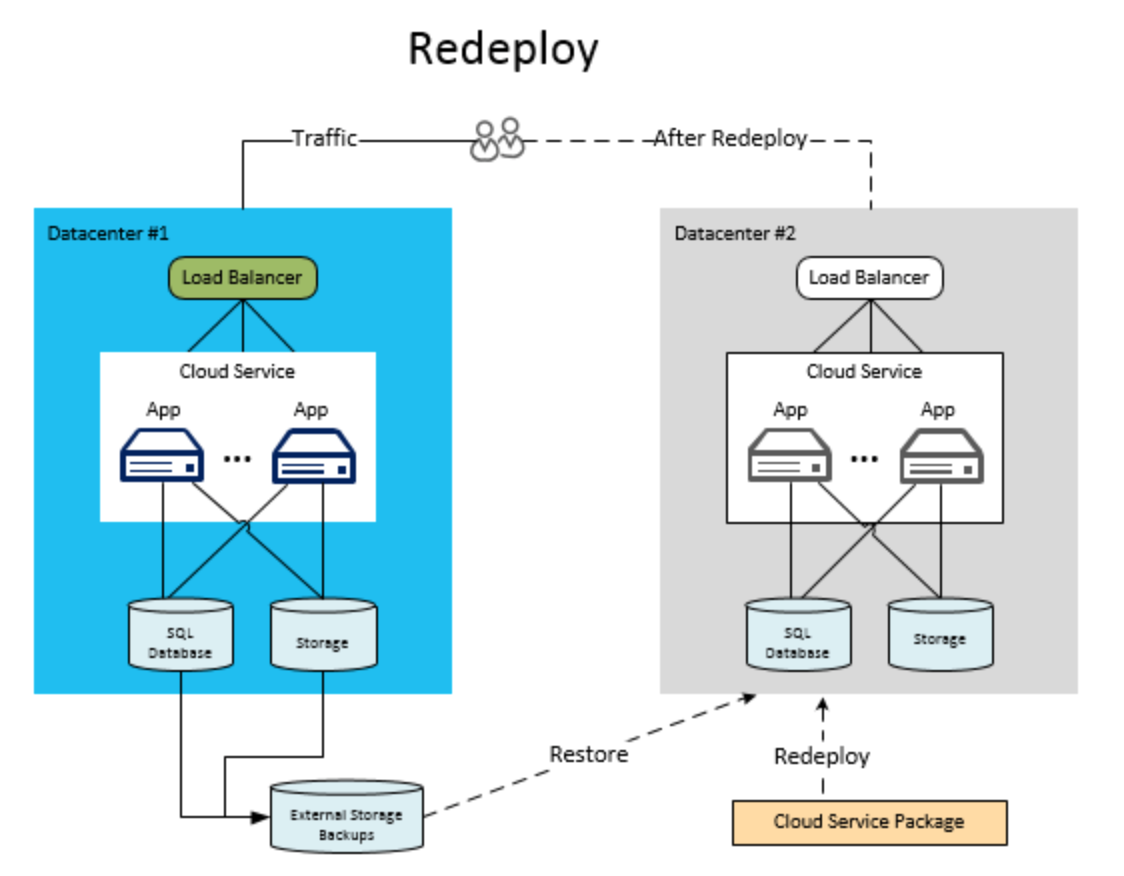 Redeploy
Traffic
After Redeploy
Datacenter #1
Load Balancer
Cloud Service
App
App
...
SQL
Database
Storage
Datacenter #2
Load Balancer
Cloud Service
App
App
...
SQL
Database
Storage
Restore
Redeploy
External Storage
Backups
Cloud Service Package